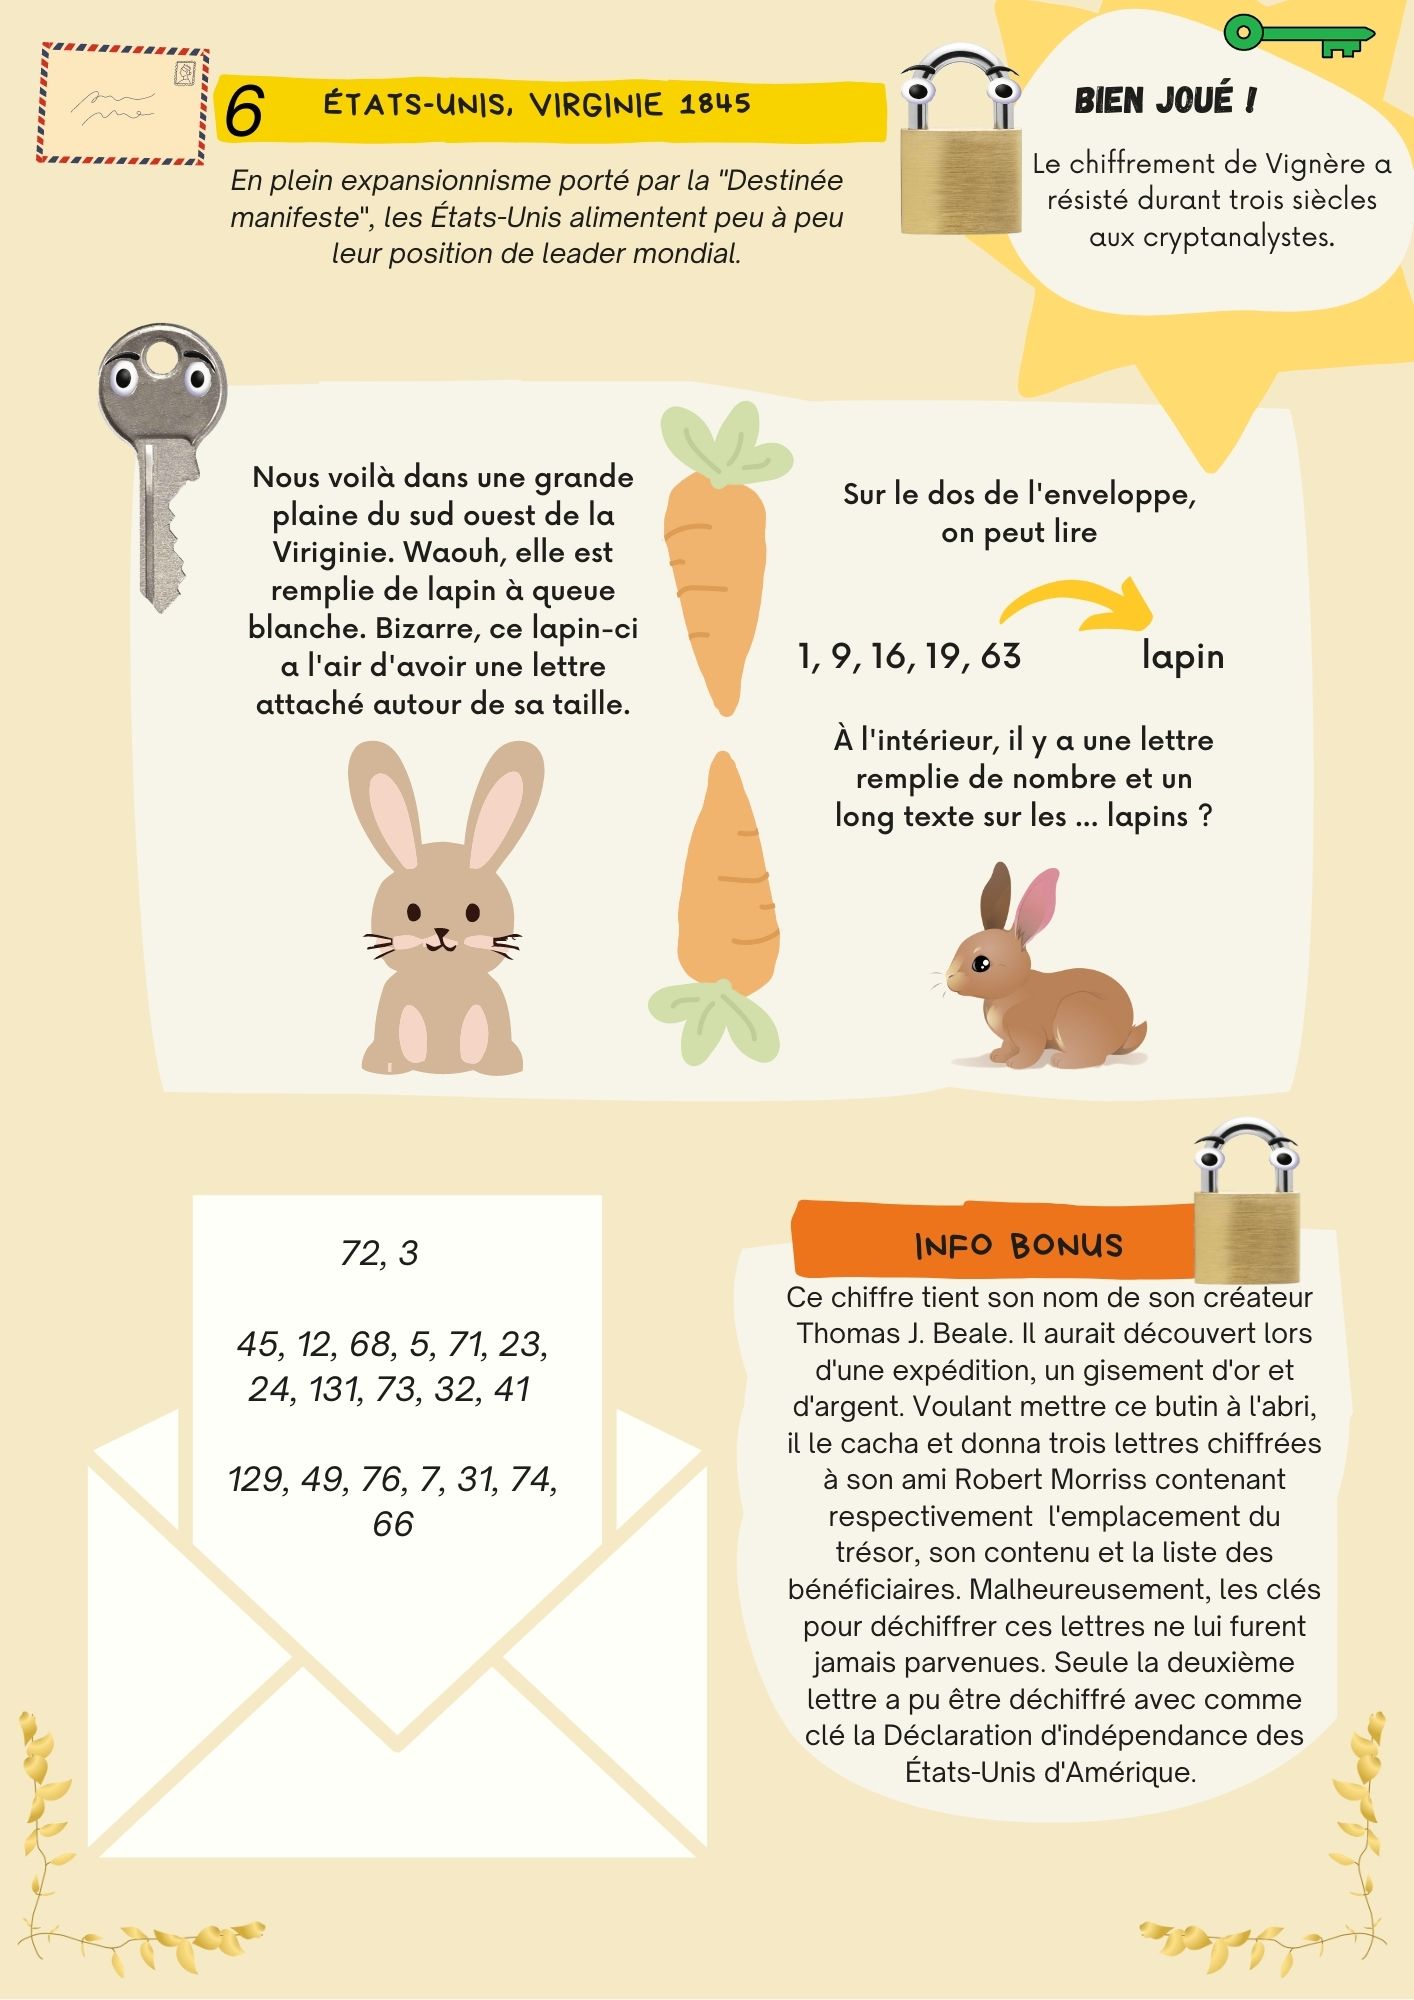 6
ÉTATS-UNIS, VIRGINIE 1845
En plein expansionnisme porté par la "Destinée
manifeste", les États-Unis alimentent peu à peu
leur position de leader mondial.
BIEN JOUÉ !
Le chiffrement de Vignère a
résisté durant trois siècles
aux cryptanalystes.
Nous voilà dans une grande
plaine du sud ouest de la
Viriginie. Waouh, elle est
remplie de lapin à queue
blanche. Bizarre, ce lapin-ci
a l'air d'avoir une lettre
attaché autour de sa taille.
Sur le dos de l'enveloppe,
on peut lire
1, 9, 16, 19, 63 lapin
À l'intérieur, il y a une lettre
remplie de nombre et un
long texte sur les ... lapins ?
72, 3
45, 12, 68, 5, 71, 23,
24, 131, 73, 32, 41
129, 49, 76, 7, 31, 74,
66
INFO BONUS
Ce chiffre tient son nom de son créateur
Thomas J. Beale. Il aurait découvert lors
d'une expédition, un gisement d'or et
d'argent. Voulant mettre ce butin à l'abri,
il le cacha et donna trois lettres chiffrées
à son ami Robert Morriss contenant
respectivement l'emplacement du
trésor, son contenu et la liste des
bénéficiaires. Malheureusement, les clés
pour déchiffrer ces lettres ne lui furent
jamais parvenues. Seule la deuxième
lettre a pu être déchiffré avec comme
clé la Déclaration d'indépendance des
États-Unis d'Amérique.